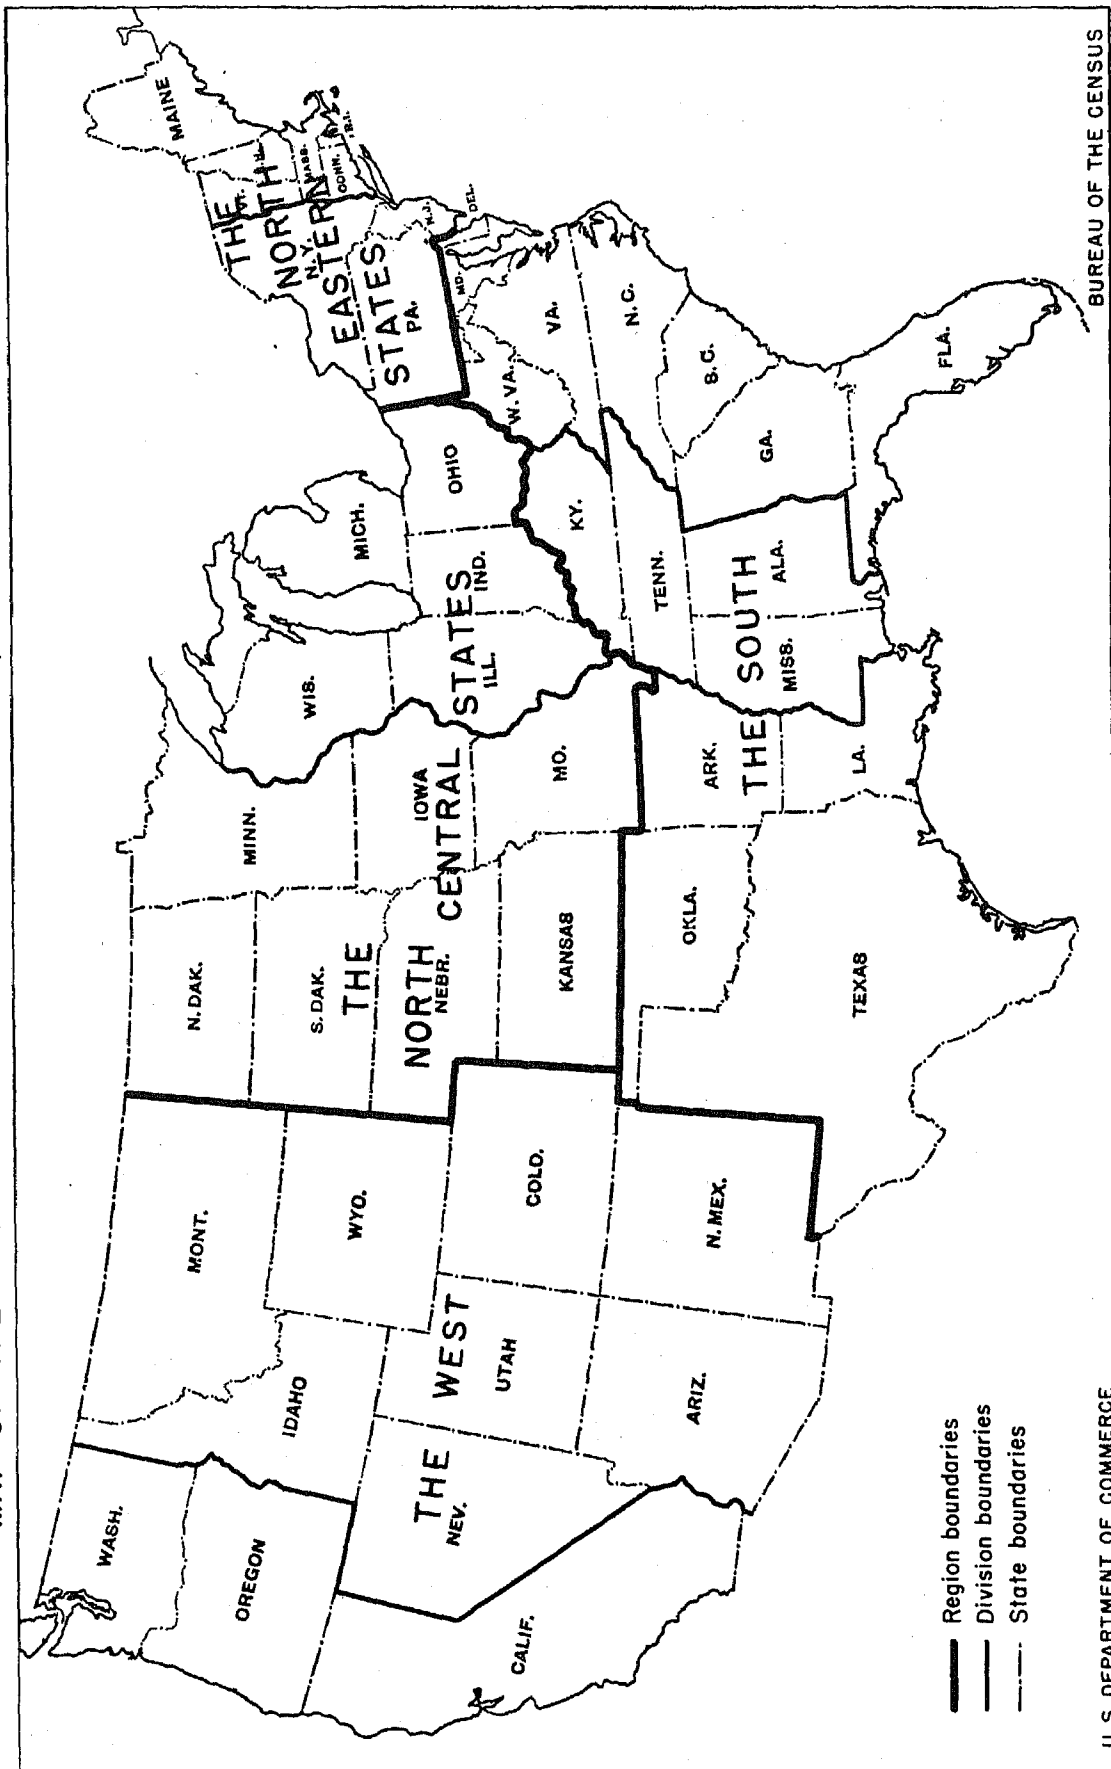 WASH.
OREGON
CALIF.
IDAHO
NEV.
MONT.
WYO.
UTAH
COLO.
ARIZ.
N. MEX.
THE WEST
N. DAK.
S. DAK.
NEBR.
KANSAS
MINN.
IOWA
MO.
WIS.
ILL.
MICH.
IND.
OHIO
THE
NORTH CENTRAL STATES
OKLA.
TEXAS
ARK.
LA.
KY.
TENN.
MISS.
ALA.
THE SOUTH
W. VA.
MD.
DEL.
VA.
N. C.
S. C.
GA.
FLA.
MAINE
VT.
N.H.
MASS.
CONN.
R.I.
N. Y.
N.J.
PA.
THE
NORTH
EASTERN
STATES
Region boundaries
Division boundaries
State boundaries
U.S. DEPARTMENT OF COMMERCE
BUREAU OF THE CENSUS